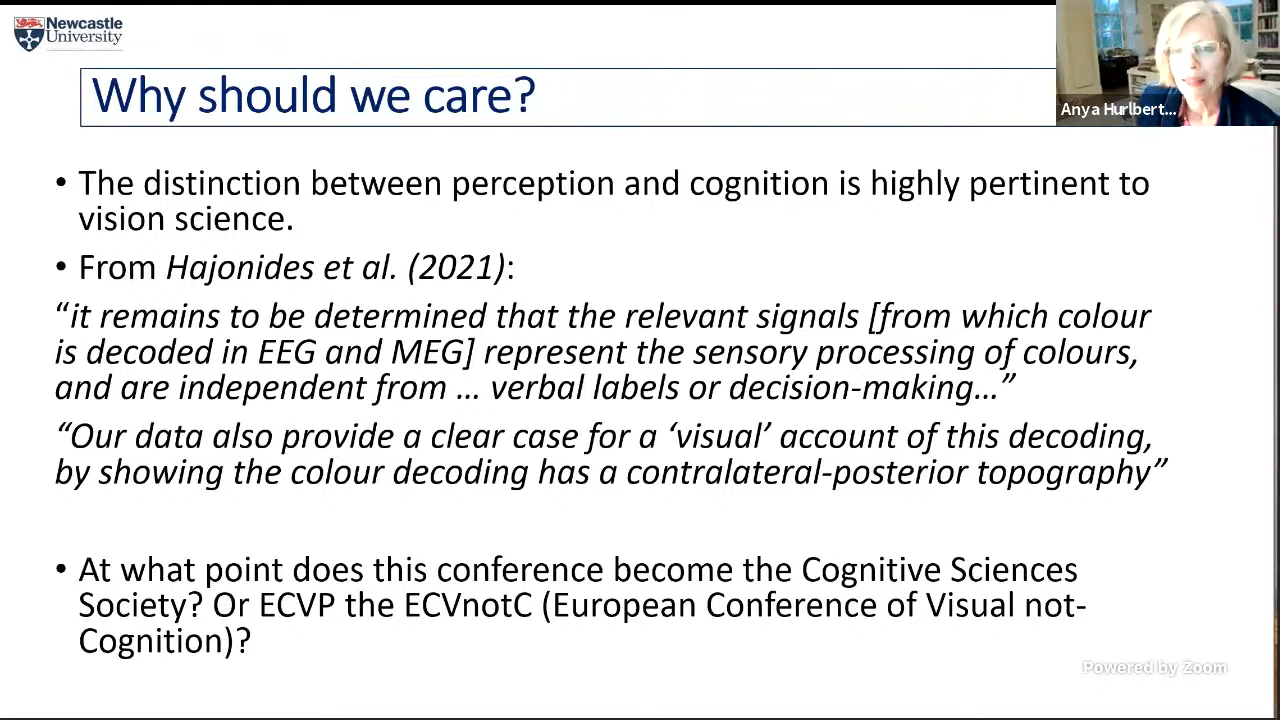 Newcastle
University
Why should we care?
Anya Hurlbert...
• The distinction between perception and cognition is highly pertinent to
vision science.
• From Hajonides et al. (2021):
“it remains to be determined that the relevant signals [from which colour
is decoded in EEG and MEG] represent the sensory processing of colours,
and are independent from … verbal labels or decision-making…”
“Our data also provide a clear case for a ‘visual’ account of this decoding,
by showing the colour decoding has a contralateral-posterior topography”
• At what point does this conference become the Cognitive Sciences
Society? Or ECVP the ECVnotC (European Conference of Visual not-
Cognition)?
Powered by Zoom